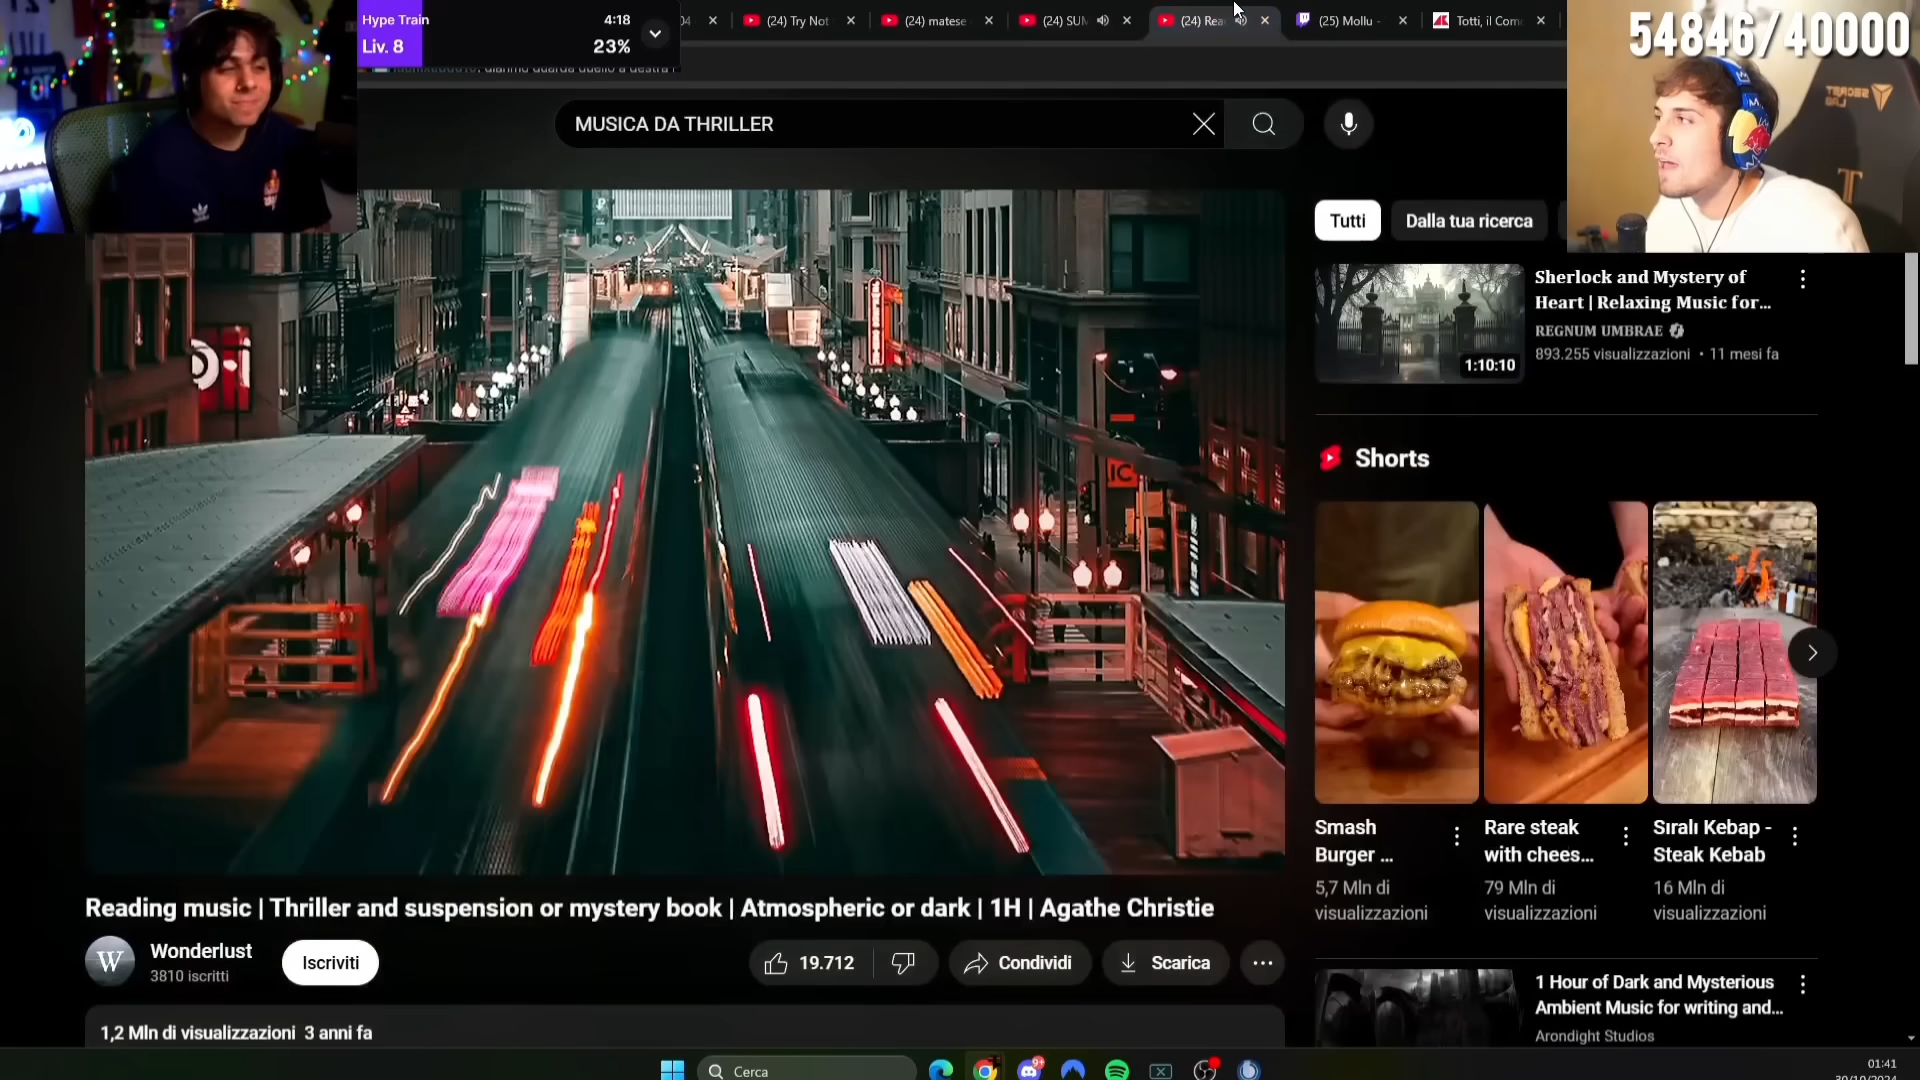 Hype Train
4:18
Liv. 8
23%
04
(24) Try Not
(24) matese
(24) SUM
(24) Rea
(25) Mollu -
Totti, il Com
54846/40000
MUSICA DA THRILLER
Tutti
Dalla tua ricerca
Sherlock and Mystery of
Heart | Relaxing Music for...
REGNUM UMBRAE
893.255 visualizzazioni • 11 mesi fa
1:10:10
Shorts
Smash
Burger ...
5,7 Mln di
visualizzazioni
Rare steak
with chees...
79 Mln di
visualizzazioni
Sıralı Kebap -
Steak Kebab
16 Mln di
visualizzazioni
Reading music | Thriller and suspension or mystery book | Atmospheric or dark | 1H | Agathe Christie
W
Wonderlust
3810 iscritti
Iscriviti
19.712
Condividi
Scarica
1,2 Mln di visualizzazioni 3 anni fa
1 Hour of Dark and Mysterious
Ambient Music for writing and...
Arondight Studios
Cerca
9+
01:41
30/10/2024